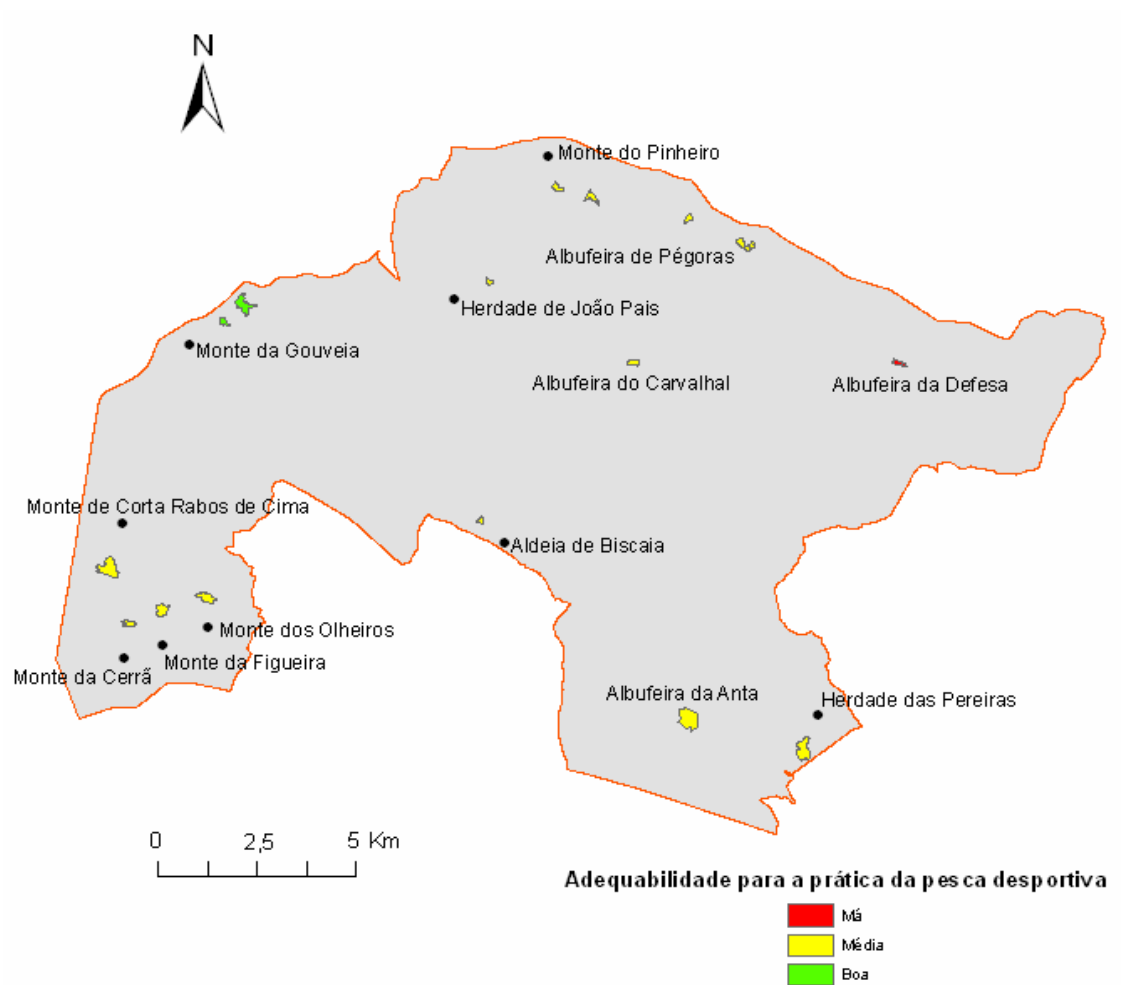 N
Monte do Pinheiro
Albufeira de Pégoras
Herdade de João Pais
Monte da Gouveia
Albufeira do Carvalhal
Albufeira da Defesa
Monte de Corta Rabos de Cima
Aldeia de Biscaia
Monte dos Olheiros
Monte da Figueira
Monte da Cerrã
Albufeira da Anta
Herdade das Pereiras
0 2,5 5 Km
Adequabilidade para a prática da pesca desportiva
Má
Média
Boa